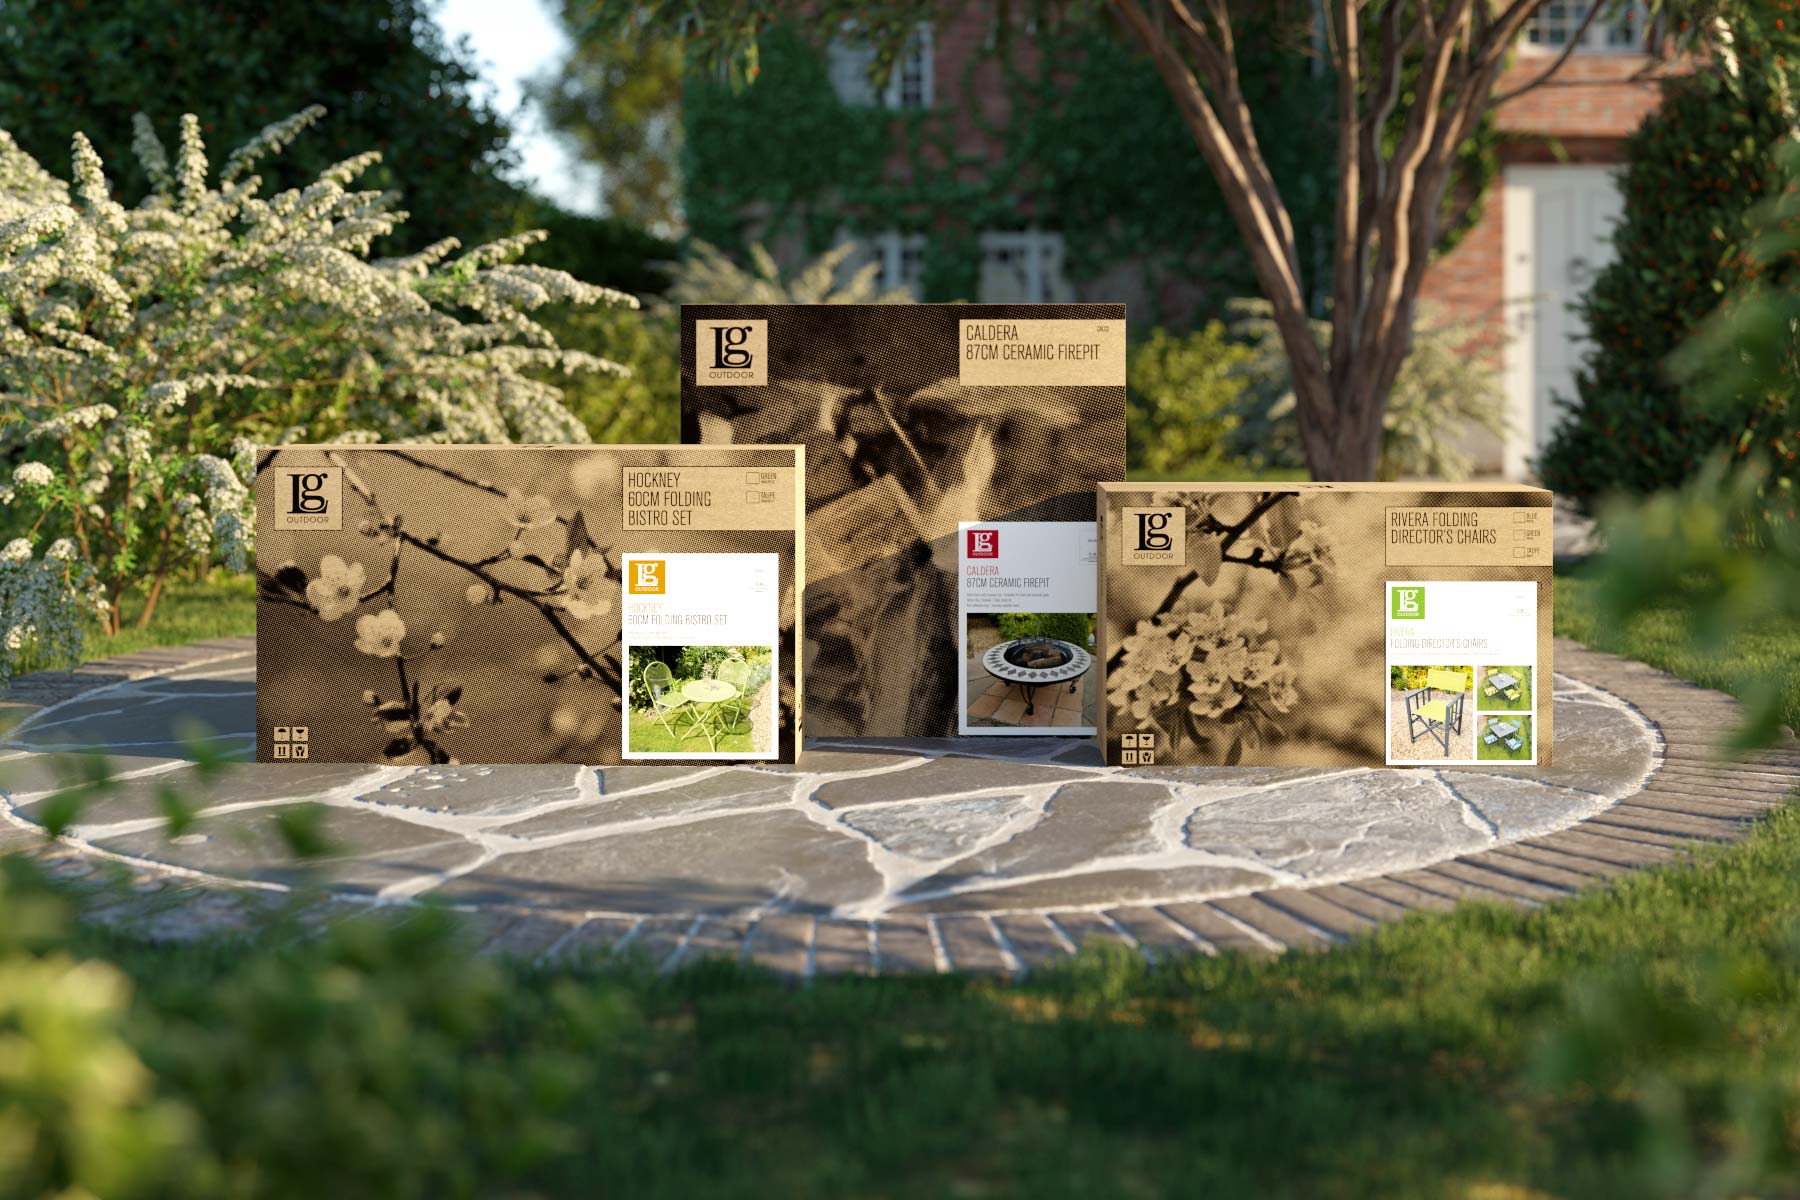 Lg
OUTDOOR
CALDERA
87CM CERAMIC FIREPIT
Lg
OUTDOOR
CALDERA
87CM CERAMIC FIREPIT
Lg
OUTDOOR
HOCKNEY
60CM FOLDING
BISTRO SET
GREEN
TAUPE
Lg
OUTDOOR
HOCKNEY
60CM FOLDING BISTRO SET
Lg
OUTDOOR
RIVERA FOLDING
DIRECTOR'S CHAIRS
BLUE
GREEN
TAUPE
Lg
OUTDOOR
RIVERA
FOLDING DIRECTOR'S CHAIRS